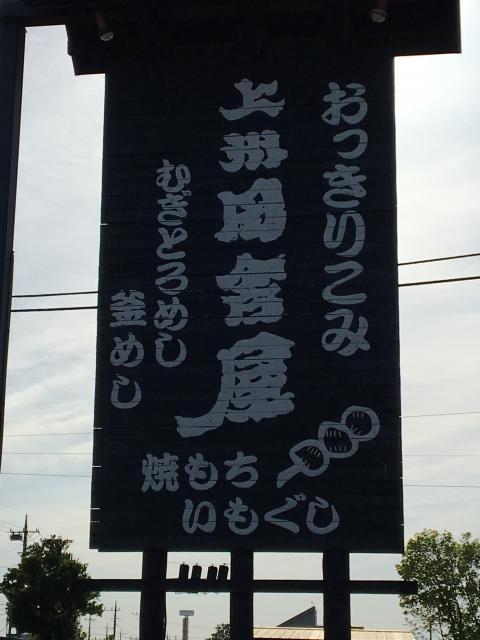 おっきりこみ
上州田舎屋
むぎとろめし
釜めし
焼もち
いもぐし